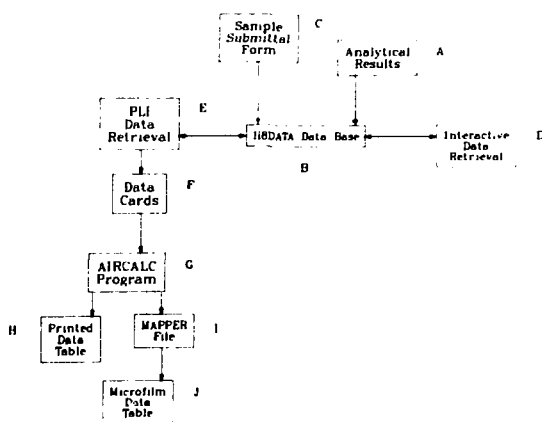 Sample
Submittal
Form
C
Analytical
Results
A
PLI
Data
Retrieval
E
H8DATA Data Base
B
Interactive
Data
Retrieval
D
Data
Cards
F
AIRCALC
Program
G
H
Printed
Data
Table
MAPPER
File
I
Microfilm
Data
Table
J